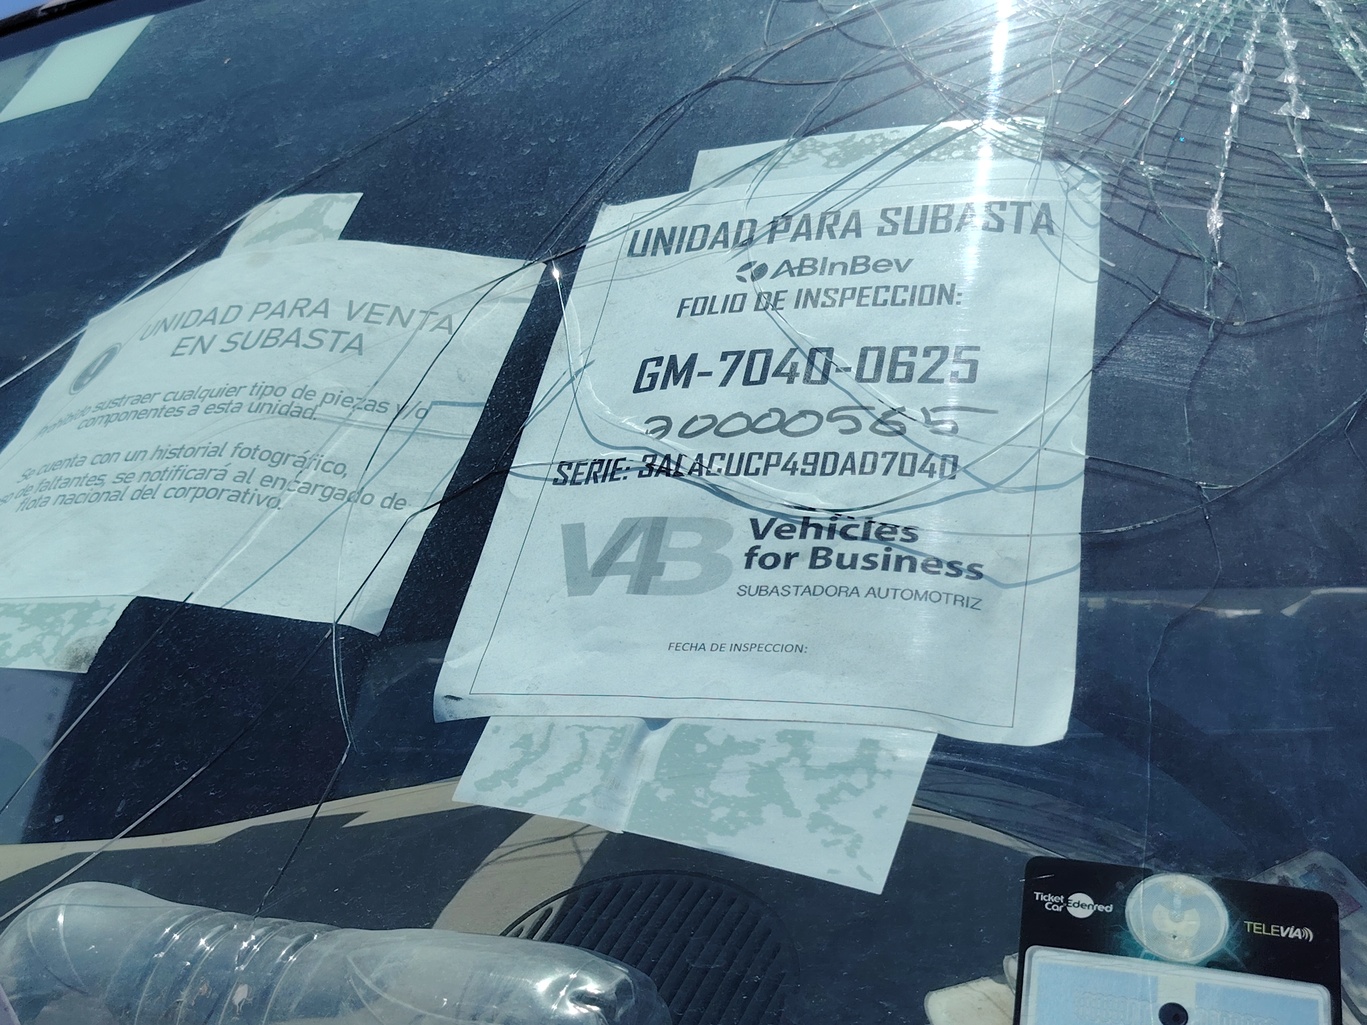 UNIDAD PARA VENTA
EN SUBASTA
sustraer cualquier tipo de piezas y/o
componentes a esta unidad.
Se cuenta con un historial fotográfico,
de faltantes, se notificará al encargado de
flota nacional del corporativo.
UNIDAD PARA SUBASTA
ABInBev
FOLIO DE INSPECCION:
GM-7040-0625
20000565
SERIE: 3ALACUCP49DAD7040
V4B
Vehicles
for Business
SUBASTADORA AUTOMOTRIZ
FECHA DE INSPECCION:
Ticket
Car Edenred
TELEVÍA